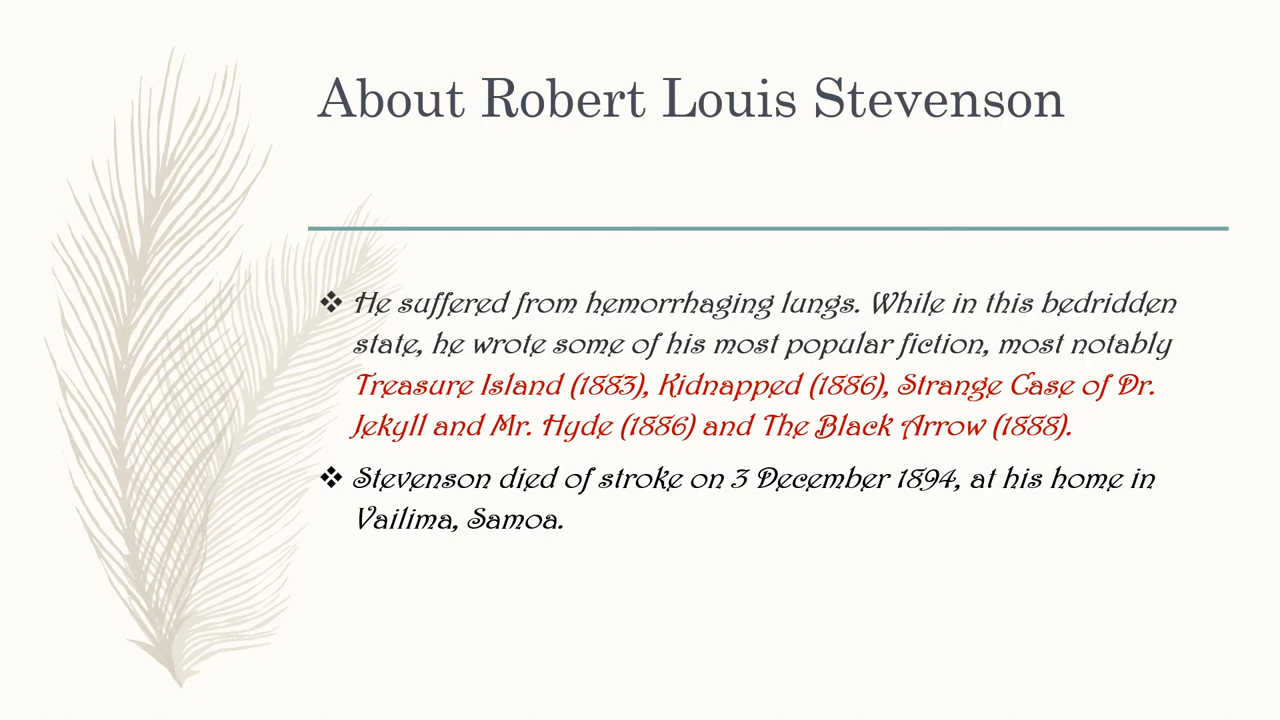 About Robert Louis Stevenson
❖ He suffered from hemorrhaging lungs. While in this bedridden
state, he wrote some of his most popular fiction, most notably
Treasure Island (1883), Kidnapped (1886), Strange Case of Dr.
Jekyll and Mr. Hyde (1886) and The Black Arrow (1888).
❖ Stevenson died of stroke on 3 December 1894, at his home in
Vailima, Samoa.